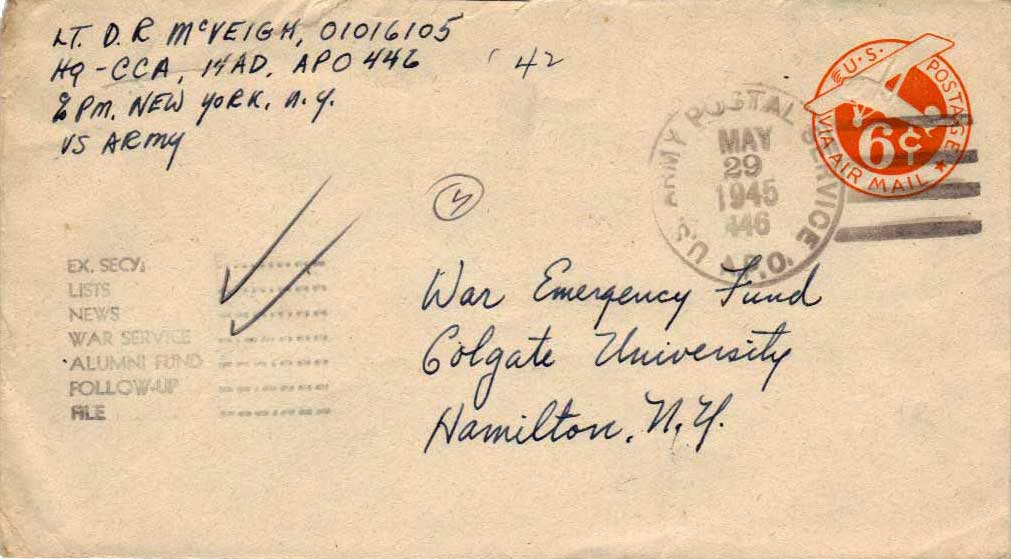 LT. D. R McVEIGH, 01016105
HQ-CCA, 14AD, APO 446
% PM. NEW YORK, N.Y.
US ARMY
'42
U.S. POSTAGE
6¢
VIA AIR MAIL
U.S. ARMY POSTAL SERVICE
MAY
29
1945
446
A.P.O.
EX. SECY.
LISTS
NEWS
WAR SERVICE
ALUMNI FUND
FOLLOW-UP
FILE
War Emergency Fund
Colgate University
Hamilton, N.Y.